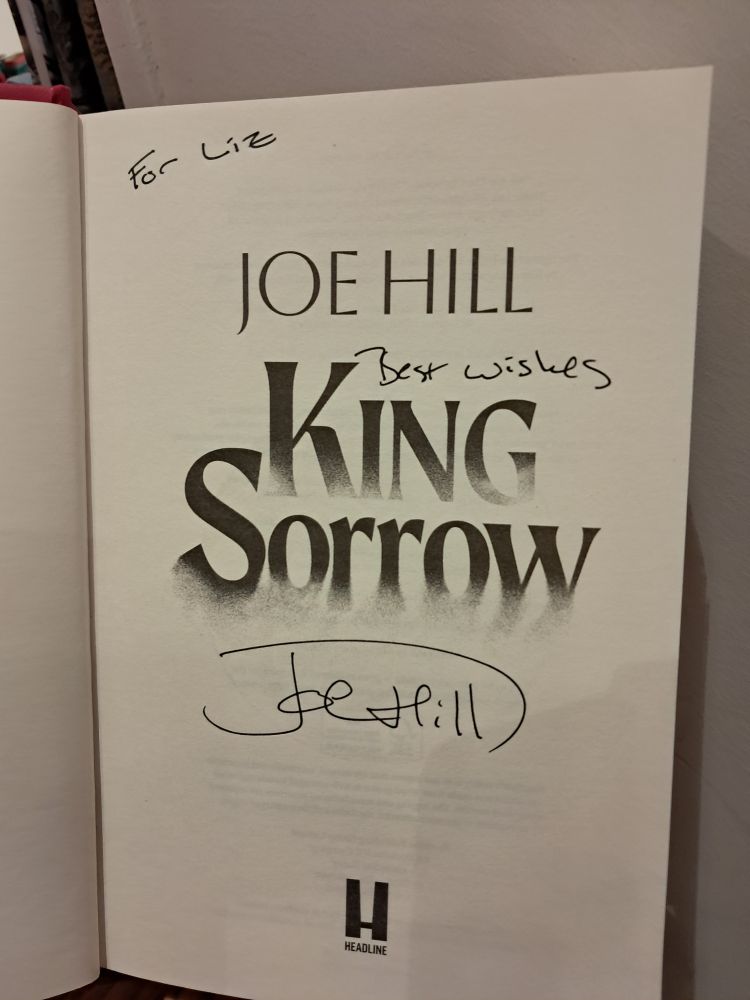 For Liz
JOE HILL
Best wishes
KING
SORROW
Joe Hill
H
HEADLINE